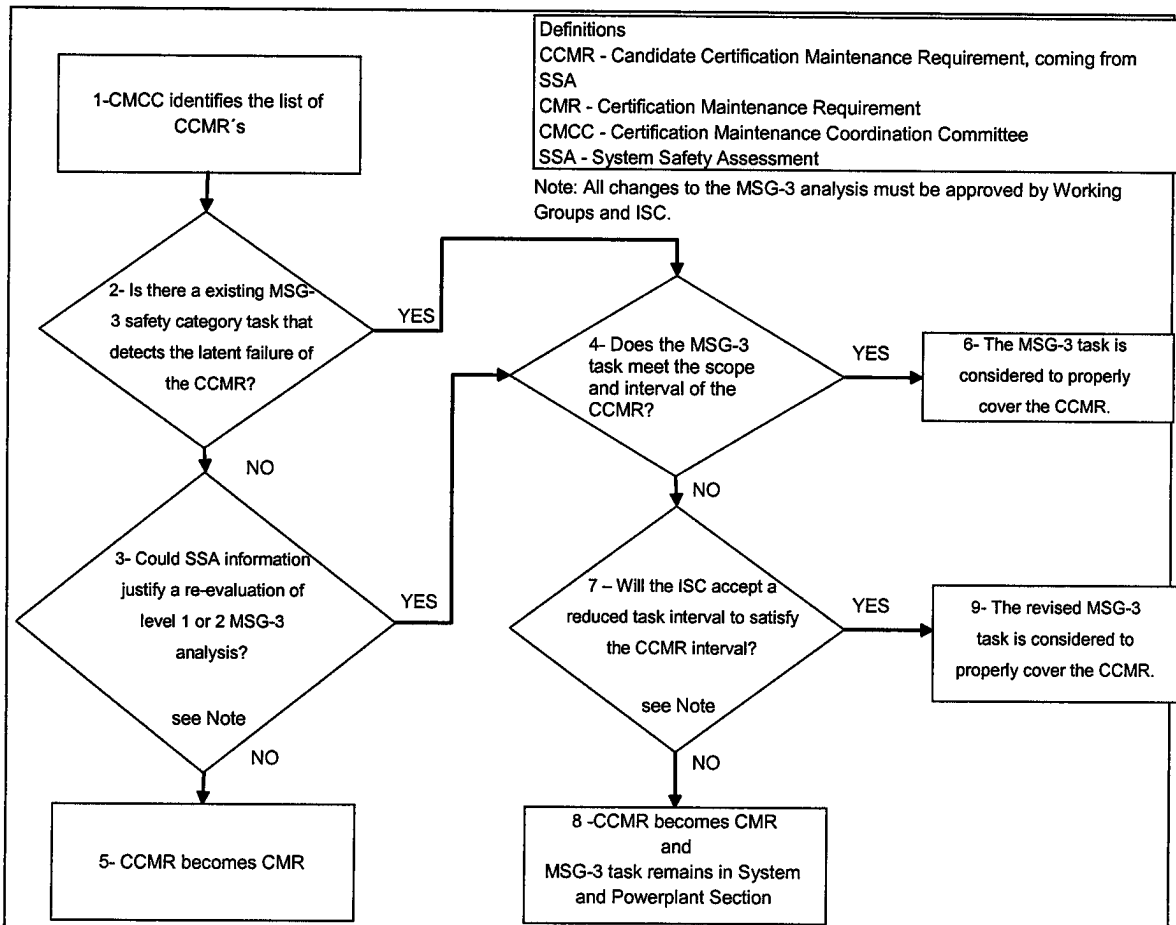 Definitions
CCMR - Candidate Certification Maintenance Requirement, coming from
SSA
CMR - Certification Maintenance Requirement
CMCC - Certification Maintenance Coordination Committee
SSA - System Safety Assessment
Note: All changes to the MSG-3 analysis must be approved by Working
Groups and ISC.
1-CMCC identifies the list of
CCMR´s
2- Is there a existing MSG-
3 safety category task that
detects the latent failure of
the CCMR?
YES
NO
3- Could SSA information
justify a re-evaluation of
level 1 or 2 MSG-3
analysis?
see Note
YES
NO
5- CCMR becomes CMR
4- Does the MSG-3
task meet the scope
and interval of the
CCMR?
YES
NO
6- The MSG-3 task is
considered to properly
cover the CCMR.
7 – Will the ISC accept a
reduced task interval to satisfy
the CCMR interval?
see Note
YES
NO
9- The revised MSG-3
task is considered to
properly cover the CCMR.
8 -CCMR becomes CMR
and
MSG-3 task remains in System
and Powerplant Section